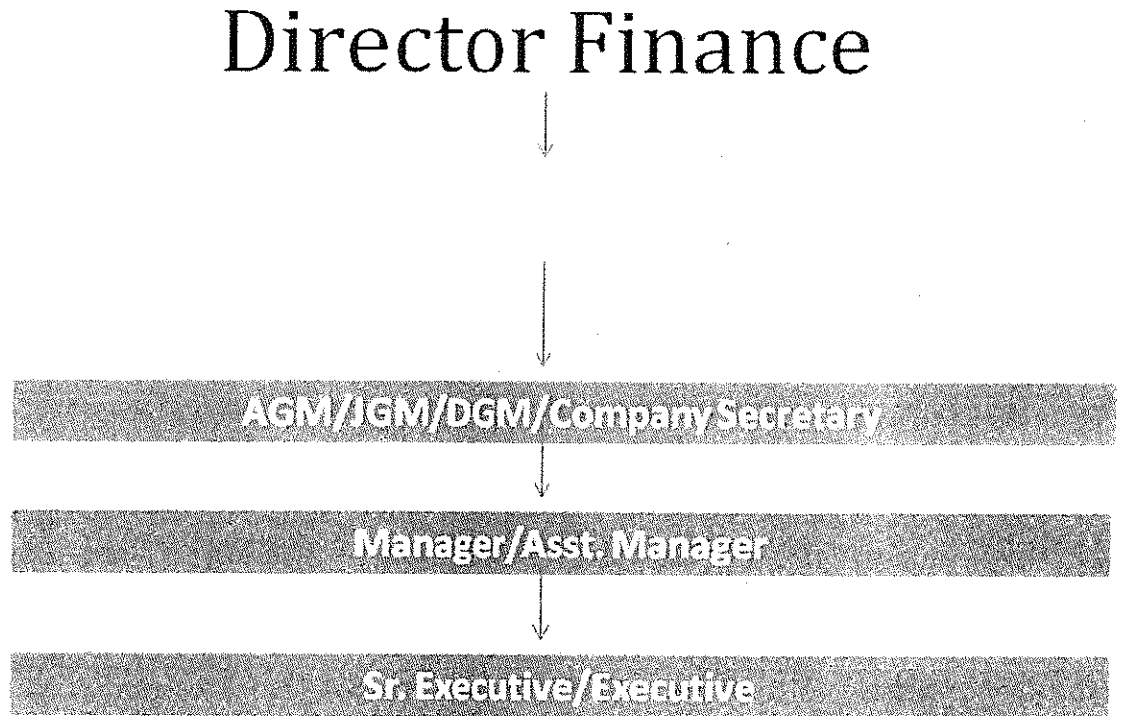 Director Finance
AGM/JGM/DGM/Company Secretary
Manager/Asst. Manager
Sr. Executive/Executive